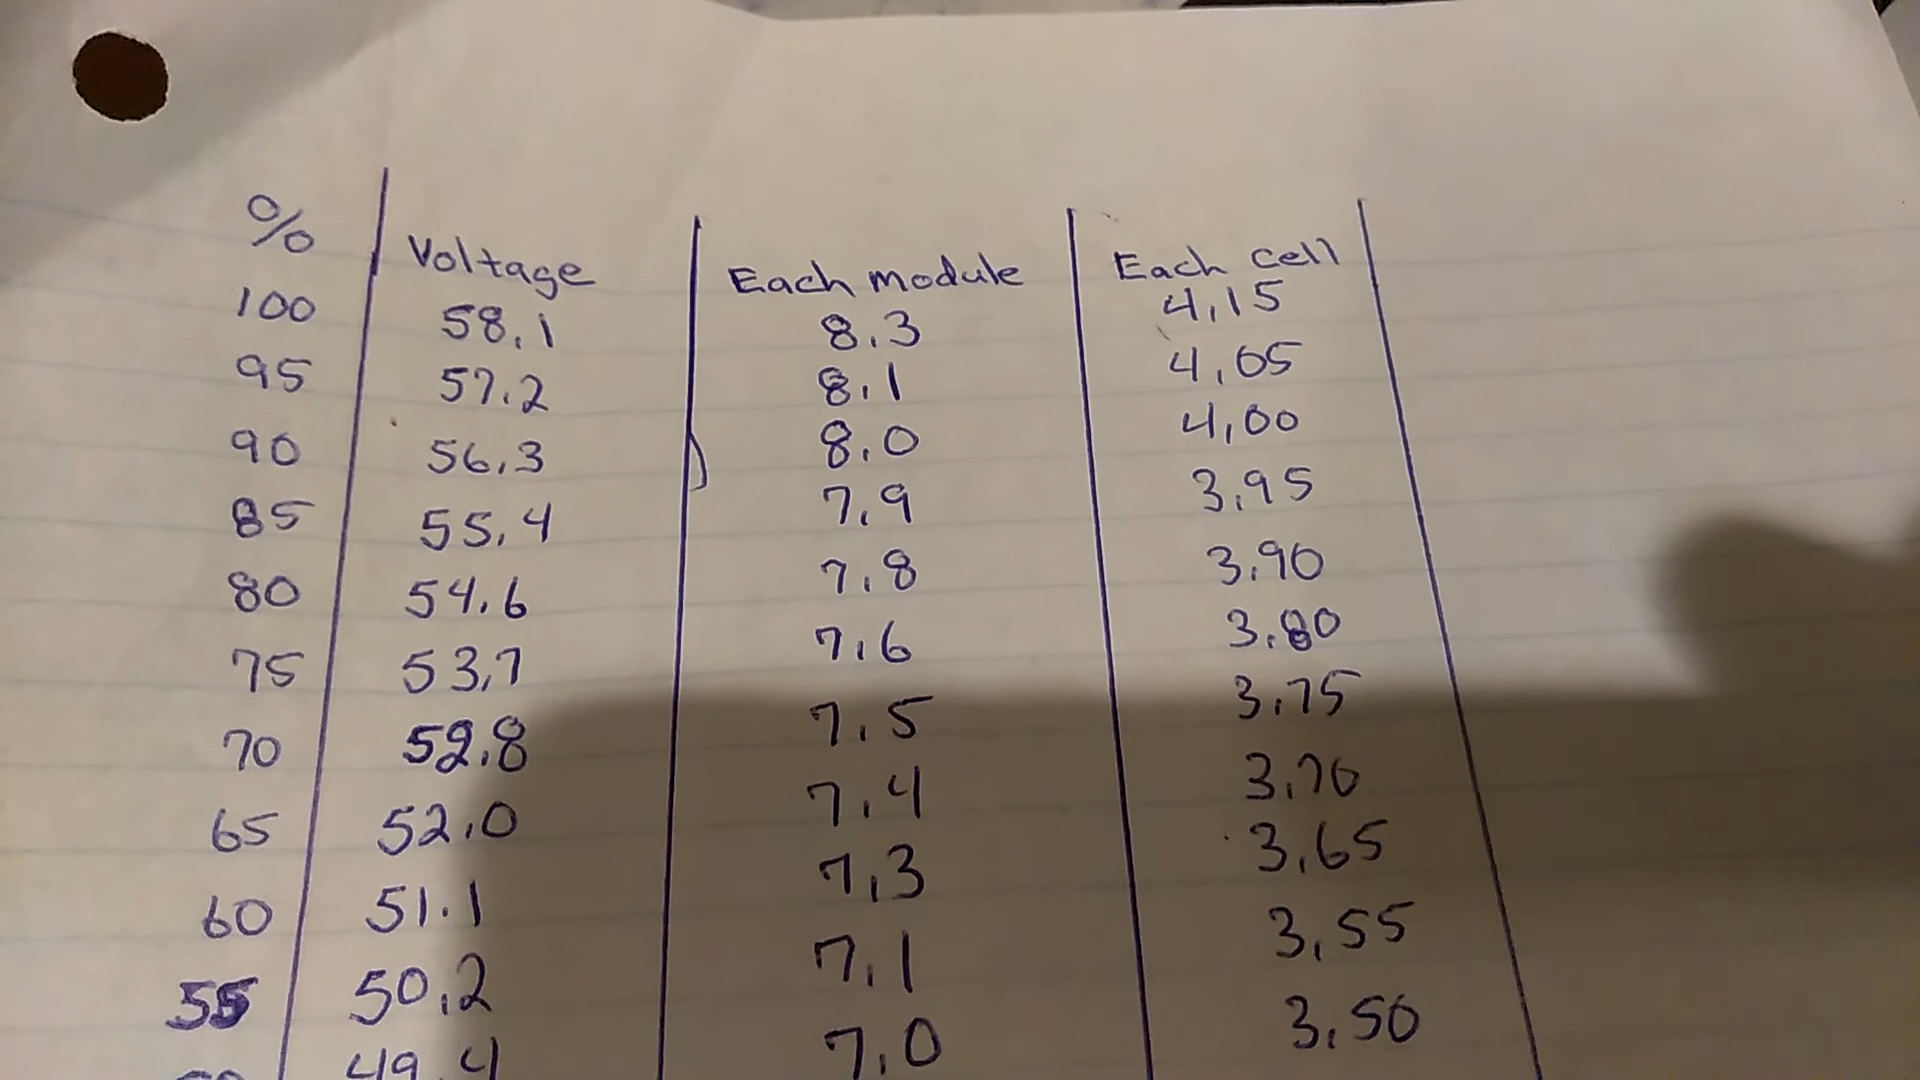 % Voltage Each module Each cell
100 58.1 8.3 4.15
95 57.2 8.1 4.05
90 56.3 8.0 4.00
85 55.4 7.9 3.95
80 54.6 7.8 3.90
75 53.7 7.6 3.80
70 52.8 7.5 3.75
65 52.0 7.4 3.70
60 51.1 7.3 3.65
55 50.2 7.1 3.55
49.4 7.0 3.50